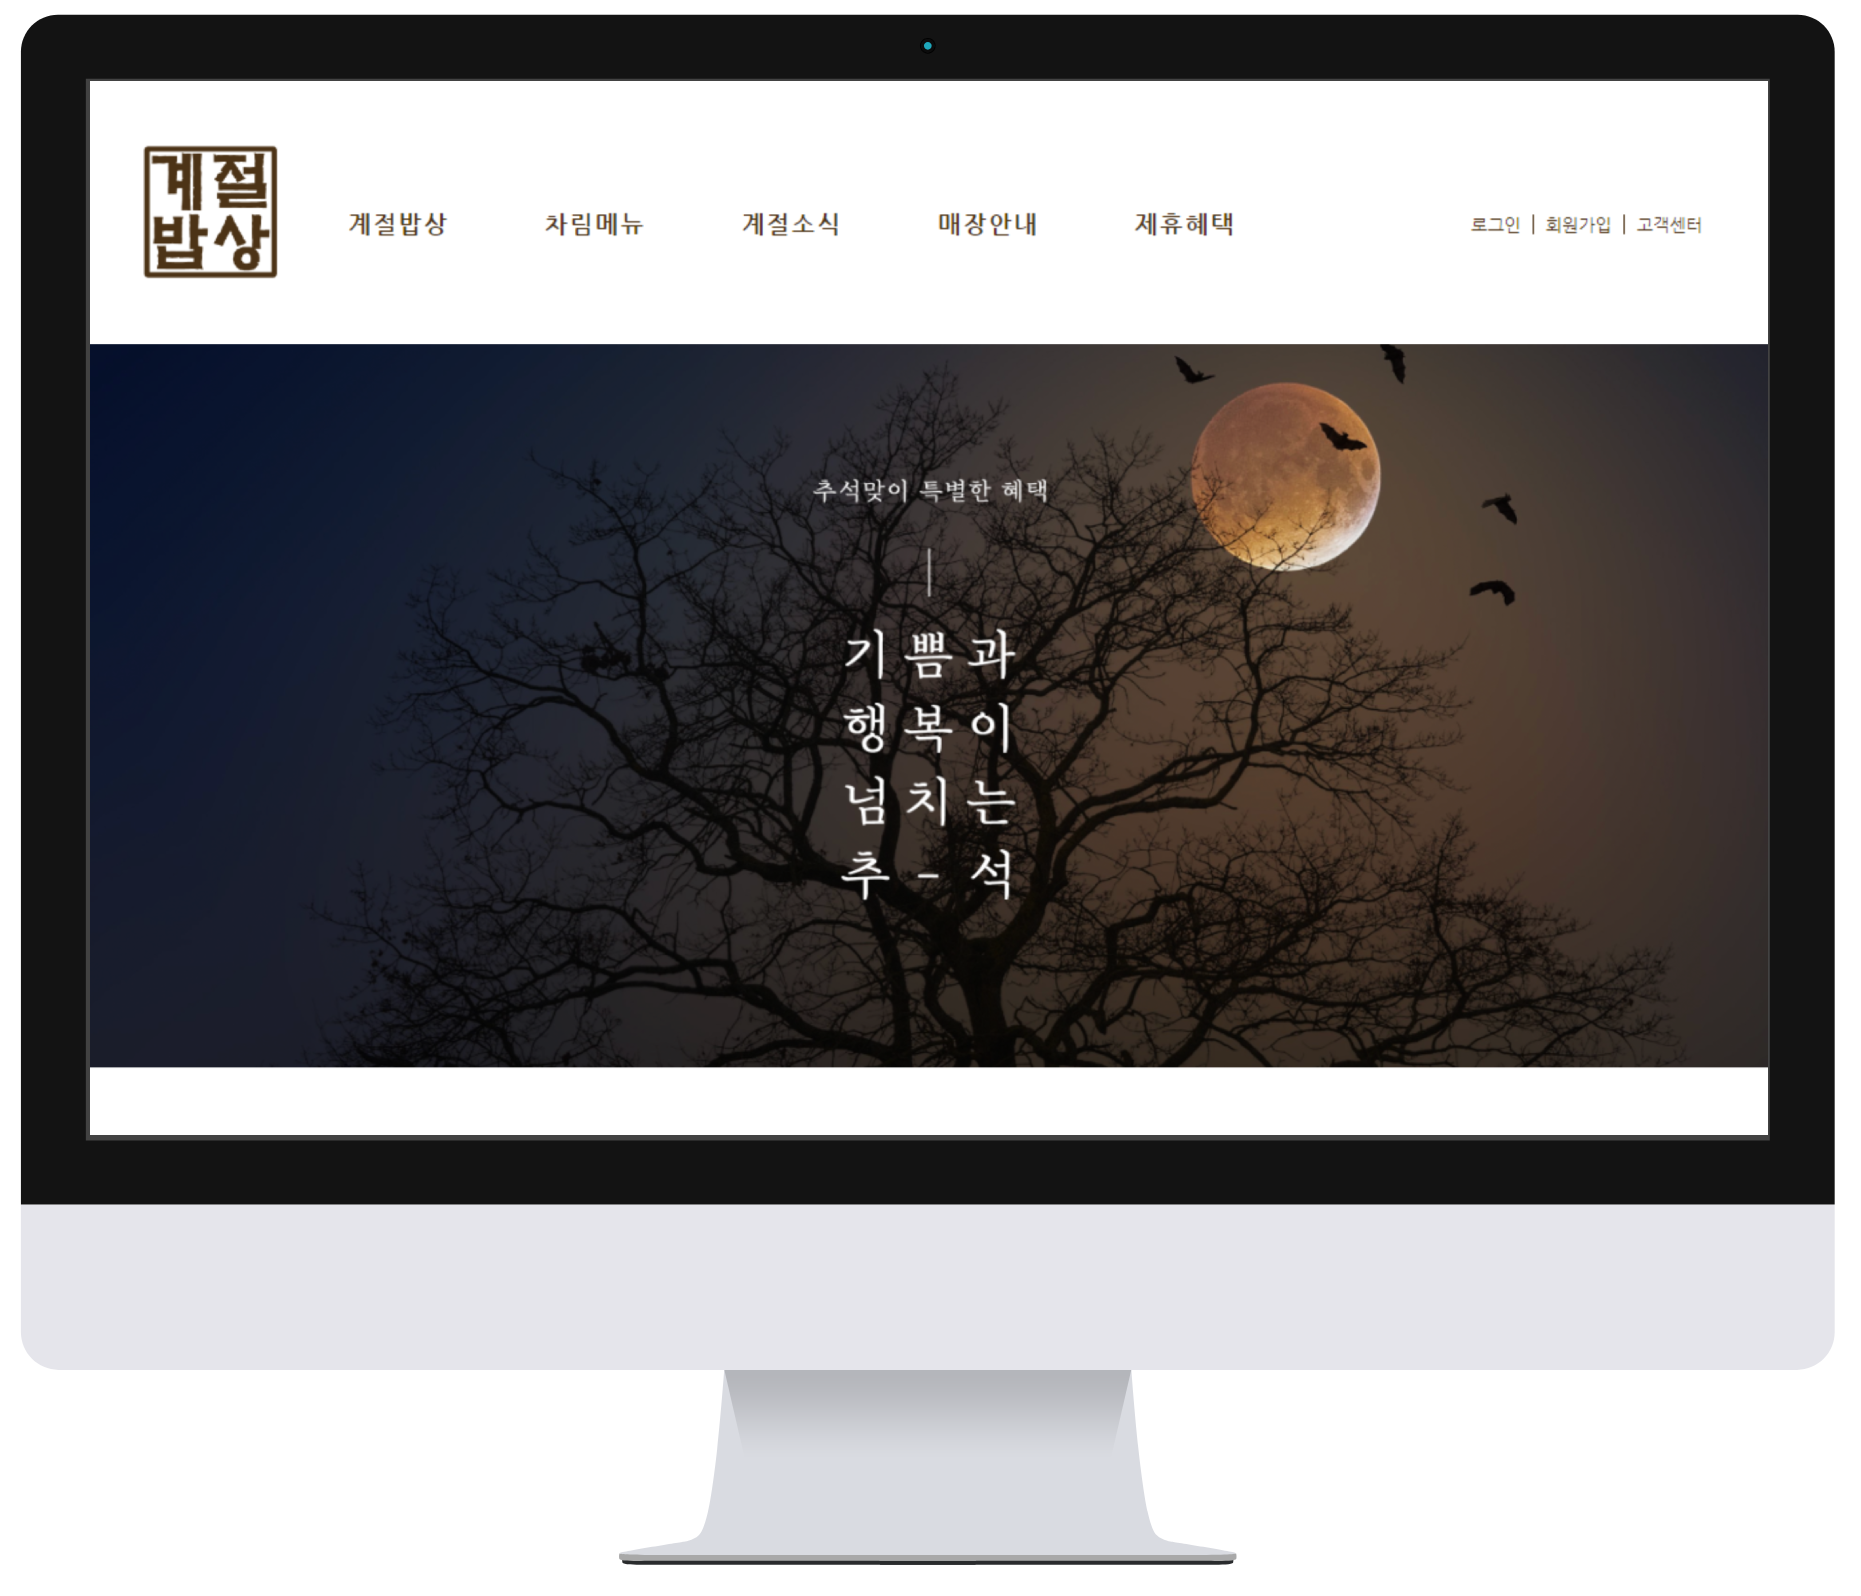 계절
밥상
계절밥상 차림메뉴 계절소식 매장안내 제휴혜택 로그인 | 회원가입 | 고객센터
추석맞이 특별한 혜택
기쁨과
행복이
넘치는
추-석